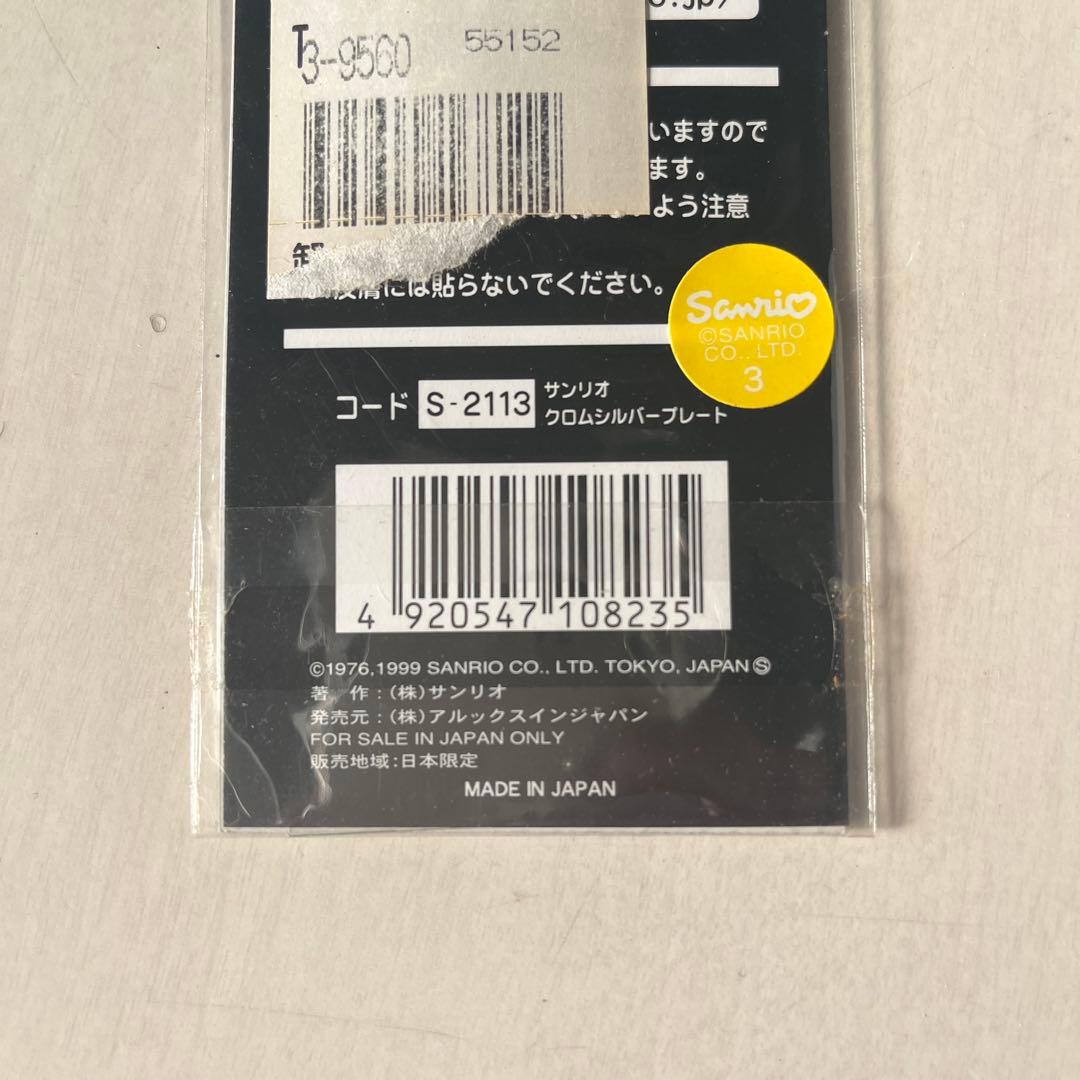 T
3-9560 55152
いますので
ます。
よう注意
には貼らないでください。
Sanrio
©SANRIO
CO., LTD.
3
コード S-2113 サンリオ
クロムシルバープレート
4 920547 108235
©1976,1999 SANRIO CO., LTD. TOKYO, JAPAN Ⓢ
著 作:(株)サンリオ
発売元:(株)アルックスインジャパン
FOR SALE IN JAPAN ONLY
販売地域:日本限定
MADE IN JAPAN